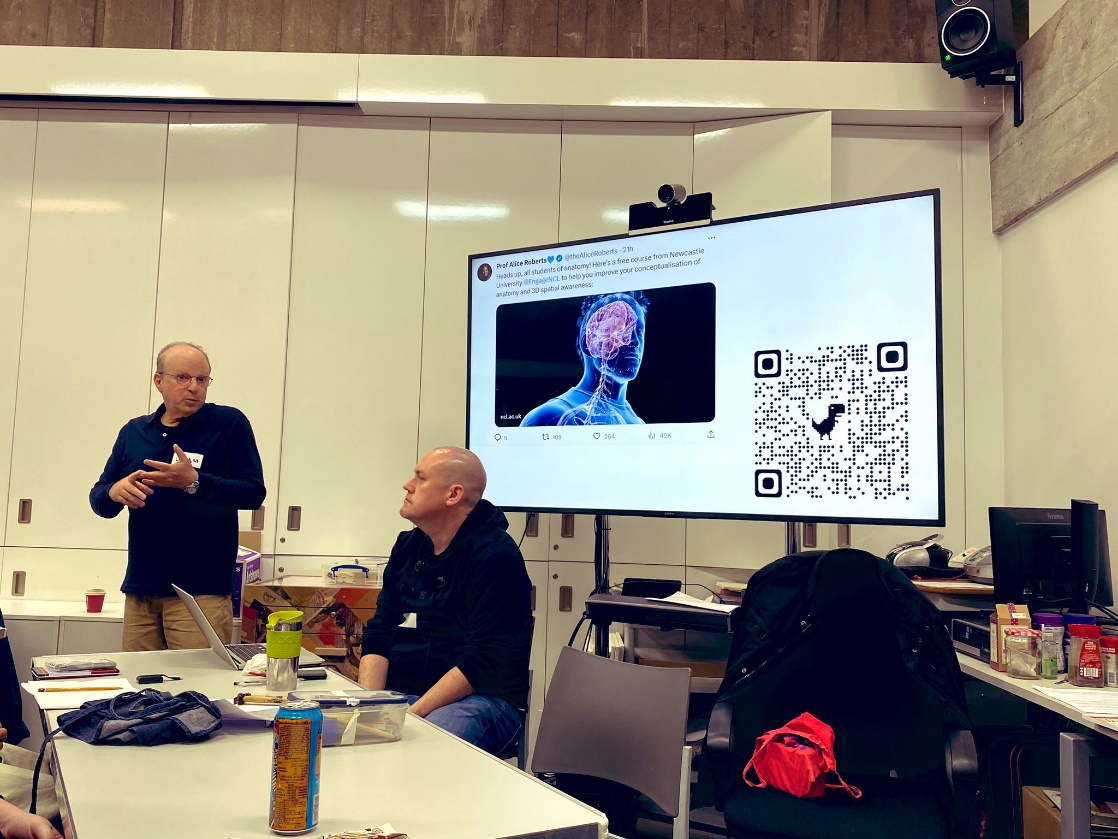 Prof Alice Roberts💙 @theAliceRoberts · 21h
Heads up, all students of anatomy! Here's a free course from Newcastle
University @EngageNCL to help you improve your conceptualisation of
anatomy and 3D spatial awareness:
ncl.ac.uk
5 109 264 45K